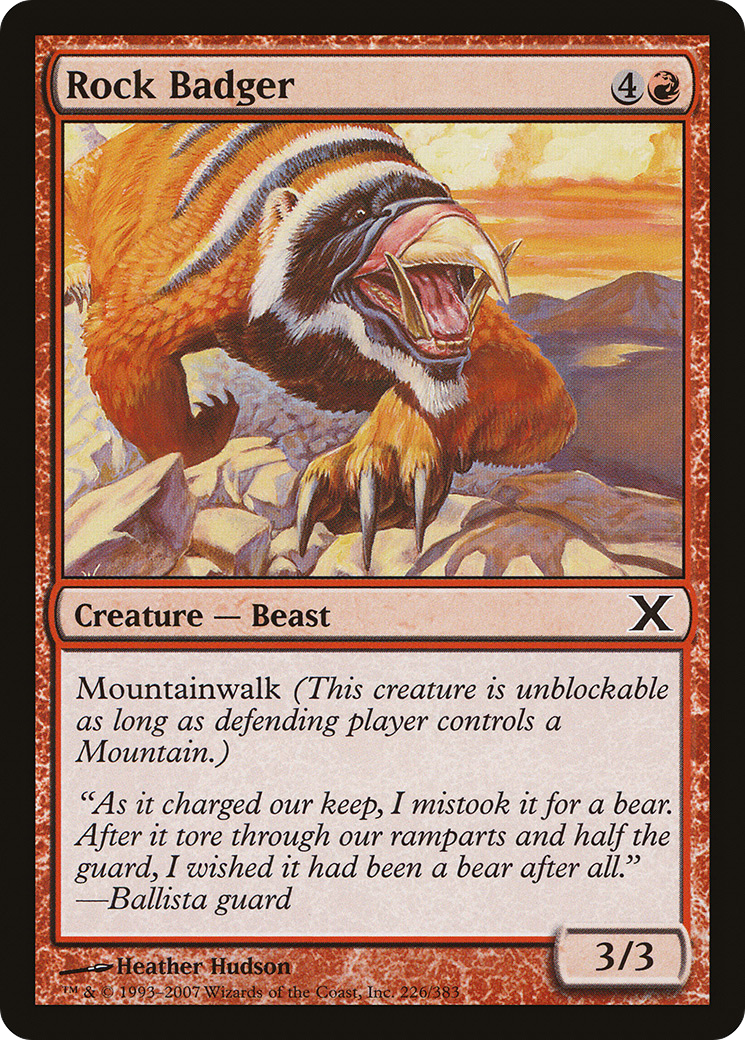 Rock Badger 4
Creature — Beast X
Mountainwalk (This creature is unblockable
as long as defending player controls a
Mountain.)
“As it charged our keep, I mistook it for a bear.
After it tore through our ramparts and half the
guard, I wished it had been a bear after all.”
—Ballista guard
3/3
Heather Hudson
™ & © 1993–2007 Wizards of the Coast, Inc. 226/383